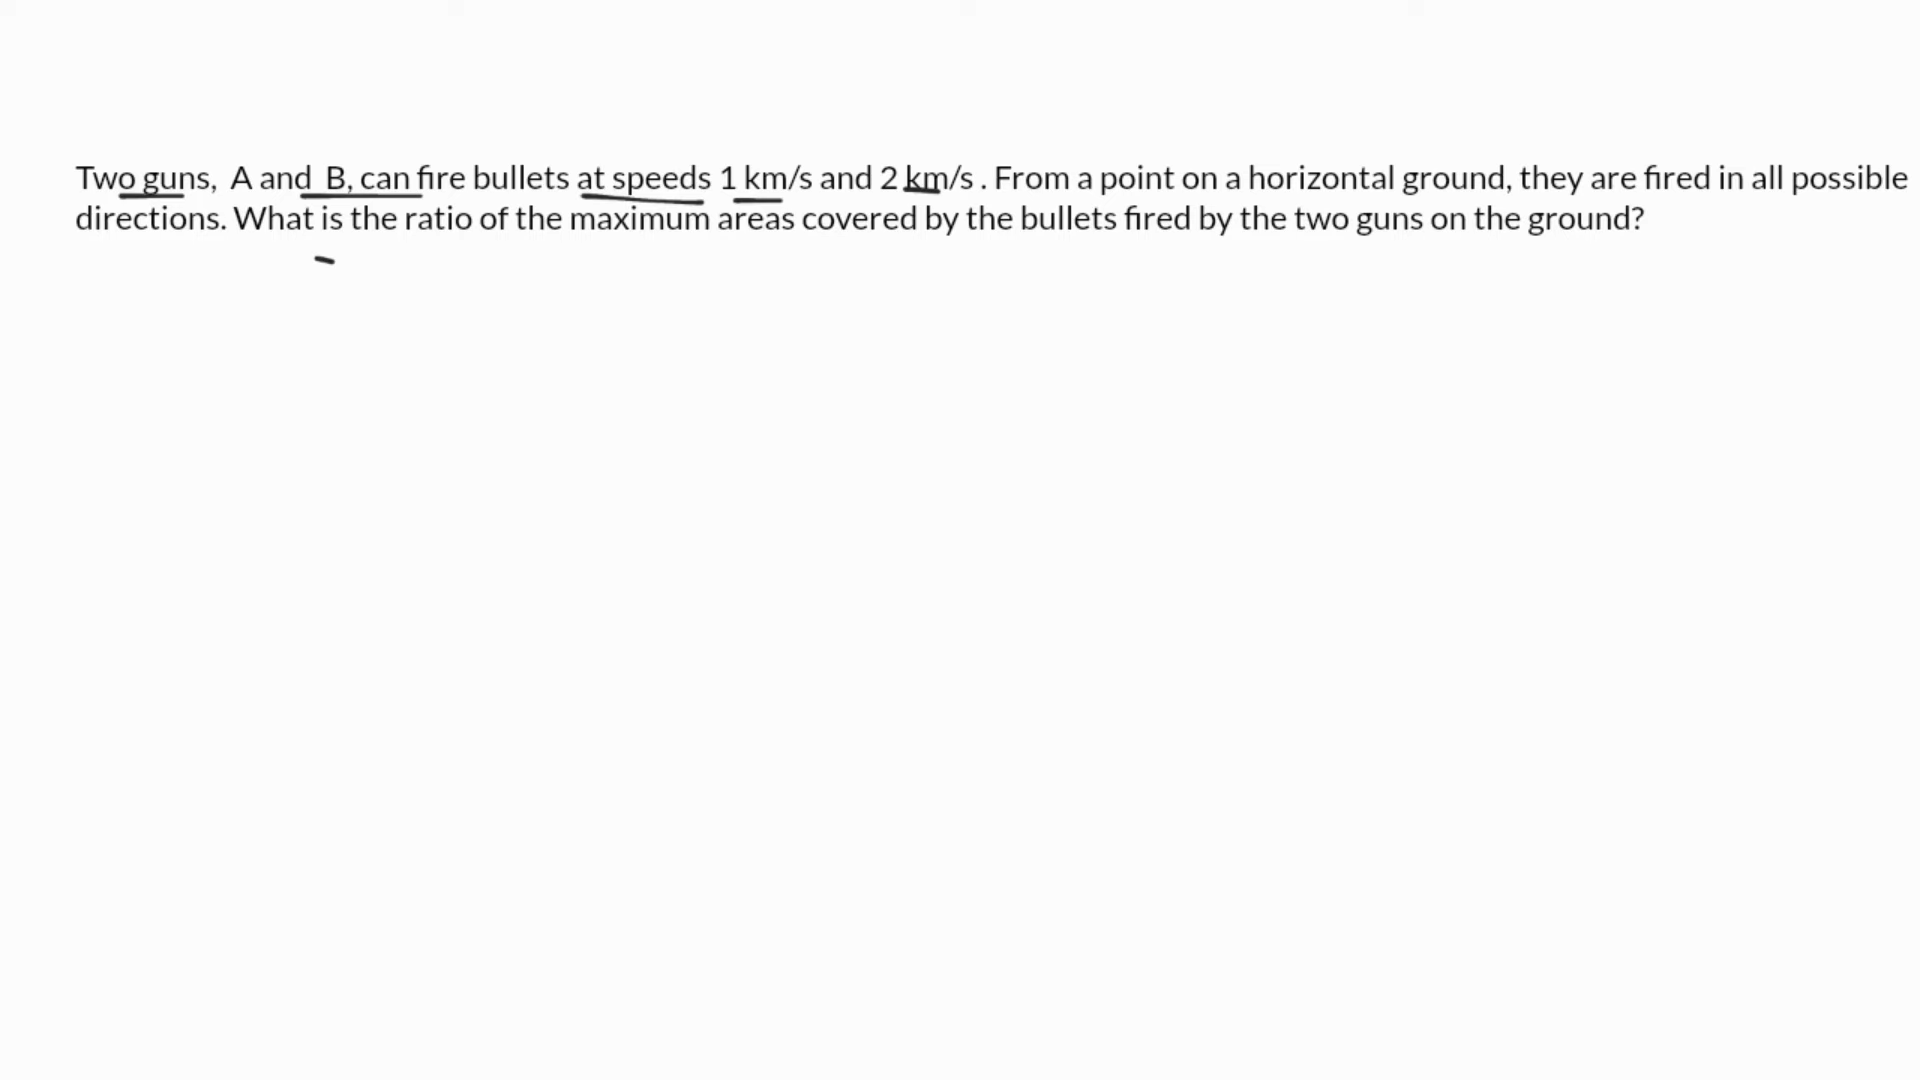 Two guns, A and B, can fire bullets at speeds 1 km/s and 2 km/s . From a point on a horizontal ground, they are fired in all possible
directions. What is the ratio of the maximum areas covered by the bullets fired by the two guns on the ground?